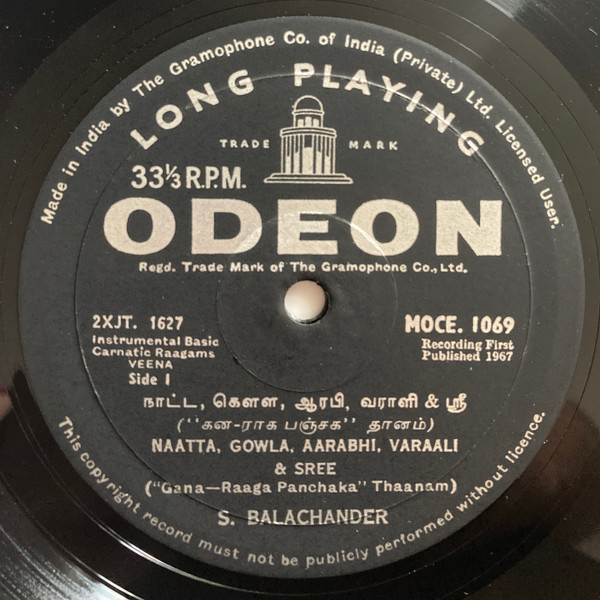 Made in India by The Gramophone Co. of India (Private) Ltd. Licensed User.
LONG PLAYING
TRADE MARK
33⅓ R.P.M.
ODEON
Regd. Trade Mark of The Gramophone Co., Ltd.
2XJT. 1627
MOCE. 1069
Instrumental Basic
Carnatic Raagams
VEENA
Side 1
Recording First
Published 1967
நாட்ட, கௌள, ஆரபி, வராளி & ஸ்ரீ
(“கன-ராக பஞ்சக” தானம்)
NAATTA, GOWLA, AARABHI, VARAALI
& SREE
(“Gana—Raaga Panchaka” Thaanam)
S. BALACHANDER
This copyright record must not be publicly performed without licence.